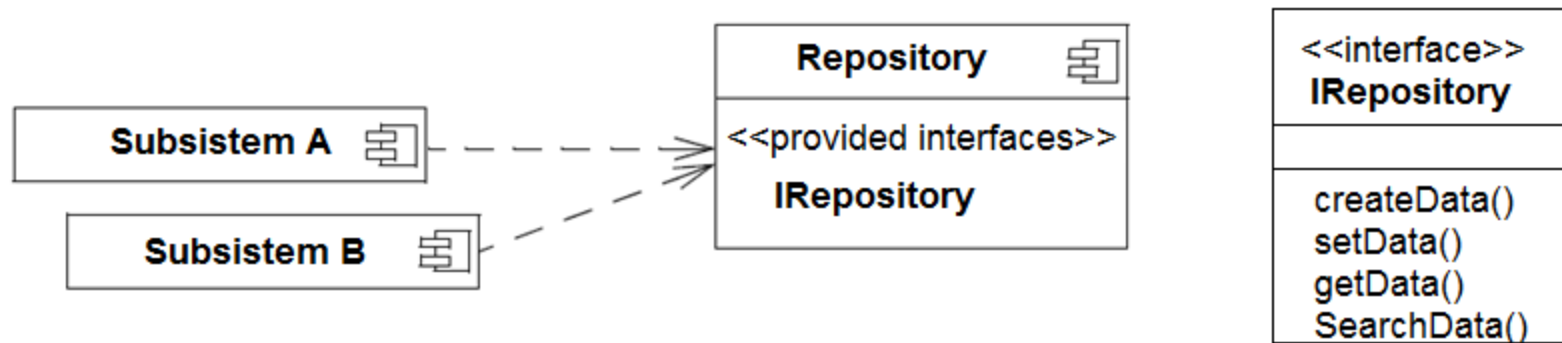 Subsistem A
Subsistem B
Repository
<<provided interfaces>>
IRepository
<<interface>>
IRepository
createData()
setData()
getData()
SearchData()